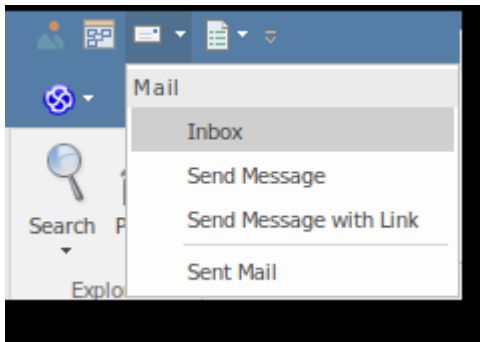 Mail
Inbox
Send Message
Send Message with Link
Sent Mail
Search